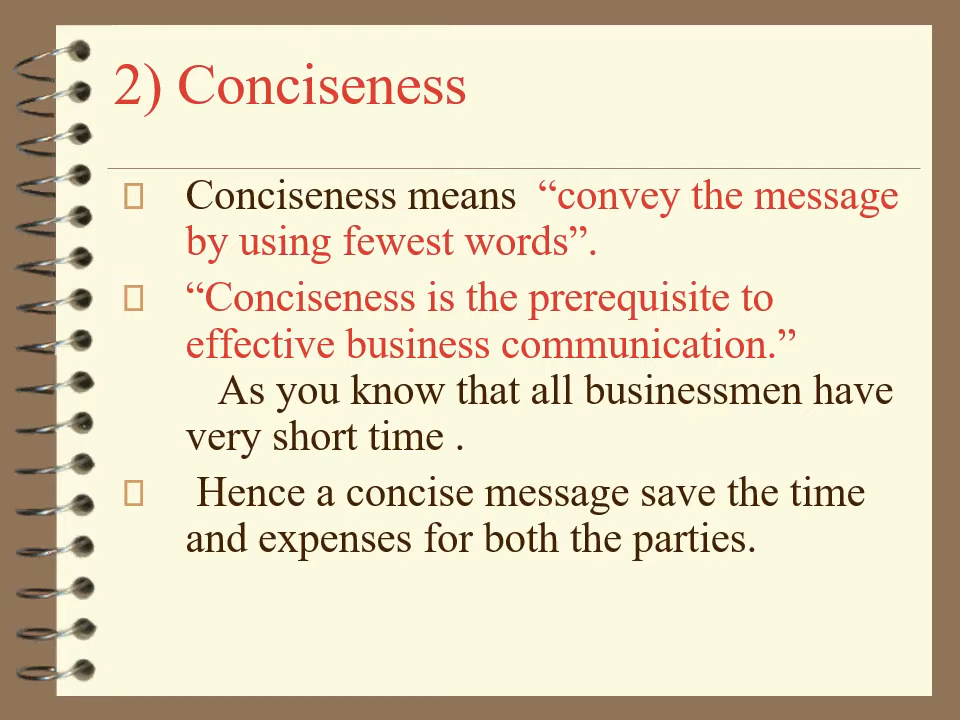 2) Conciseness
Conciseness means “convey the message
by using fewest words”.
“Conciseness is the prerequisite to
effective business communication.”
As you know that all businessmen have
very short time .
Hence a concise message save the time
and expenses for both the parties.